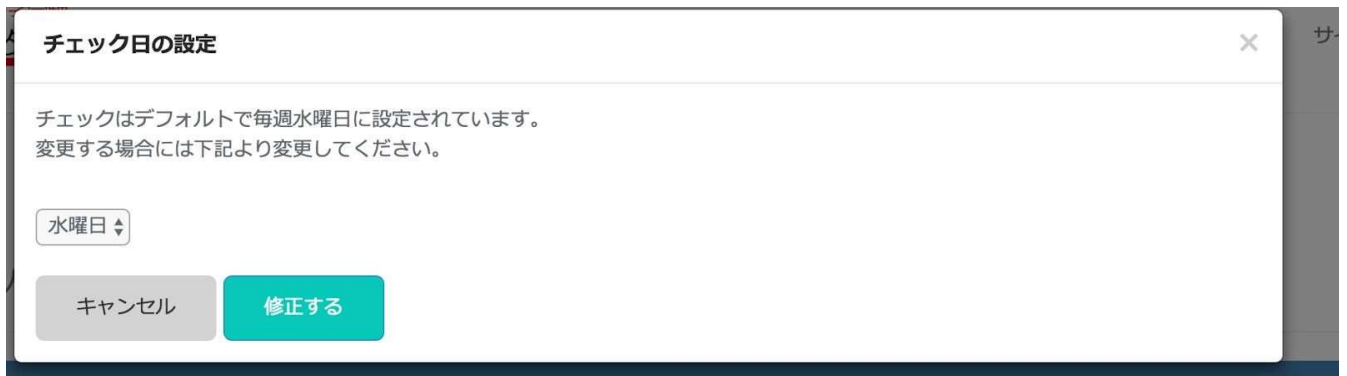 チェック日の設定
×
サイ
チェックはデフォルトで毎週水曜日に設定されています。
変更する場合には下記より変更してください。
水曜日
キャンセル
修正する